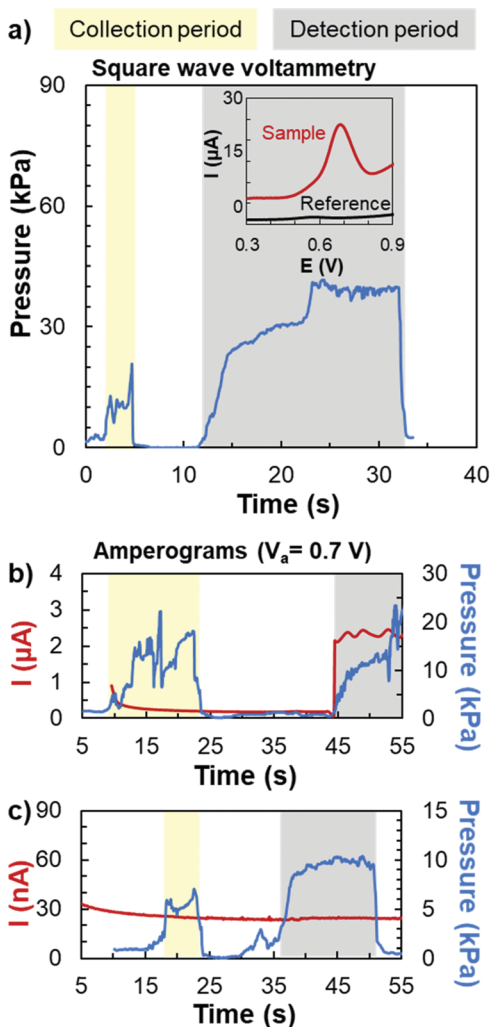 Collection period
Detection period
a)
Square wave voltammetry
Pressure (kPa)
90
60
30
0
I (µA)
30
15
0
Sample
Reference
0.3
0.6
0.9
E (V)
0
10
20
30
40
Time (s)
Amperograms (Va= 0.7 V)
b)
I (µA)
4
3
2
1
0
30
20
10
0
Pressure (kPa)
5
15
25
35
45
55
Time (s)
c)
I (nA)
90
60
30
0
15
10
5
0
Pressure (kPa)
5
15
25
35
45
55
Time (s)